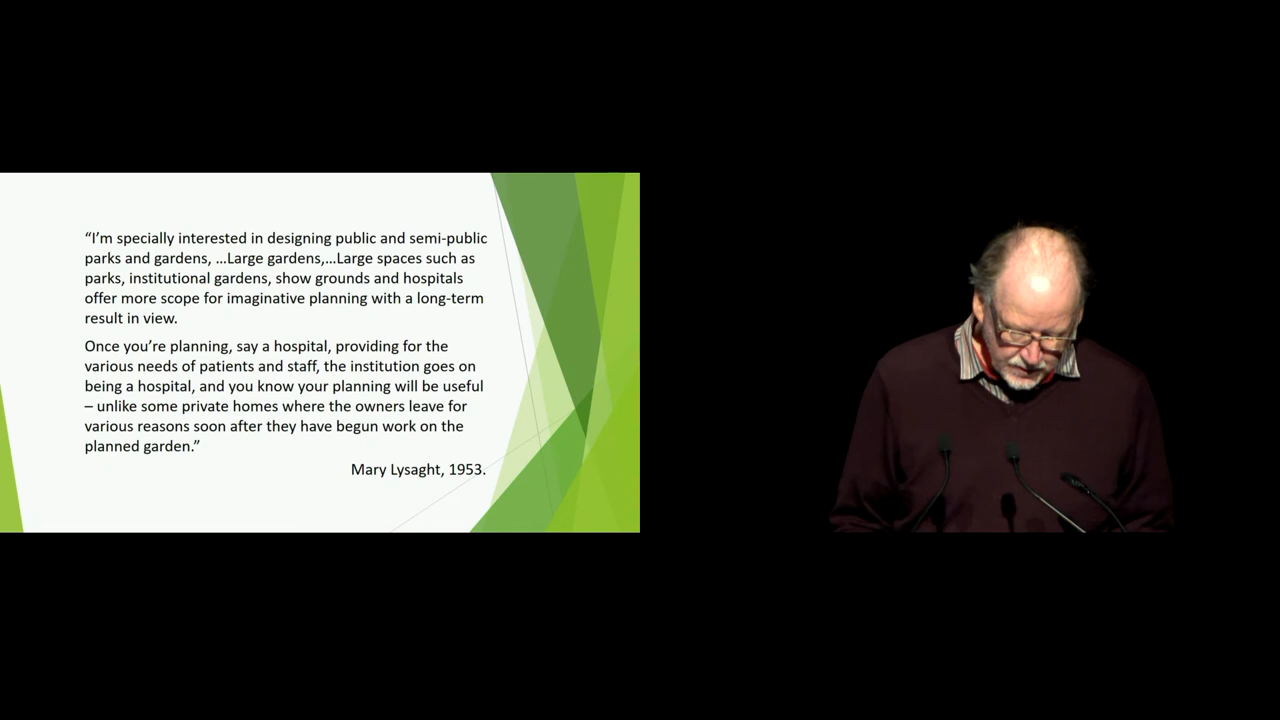 “I’m specially interested in designing public and semi-public
parks and gardens, ...Large gardens,...Large spaces such as
parks, institutional gardens, show grounds and hospitals
offer more scope for imaginative planning with a long-term
result in view.
Once you’re planning, say a hospital, providing for the
various needs of patients and staff, the institution goes on
being a hospital, and you know your planning will be useful
– unlike some private homes where the owners leave for
various reasons soon after they have begun work on the
planned garden.”
Mary Lysaght, 1953.